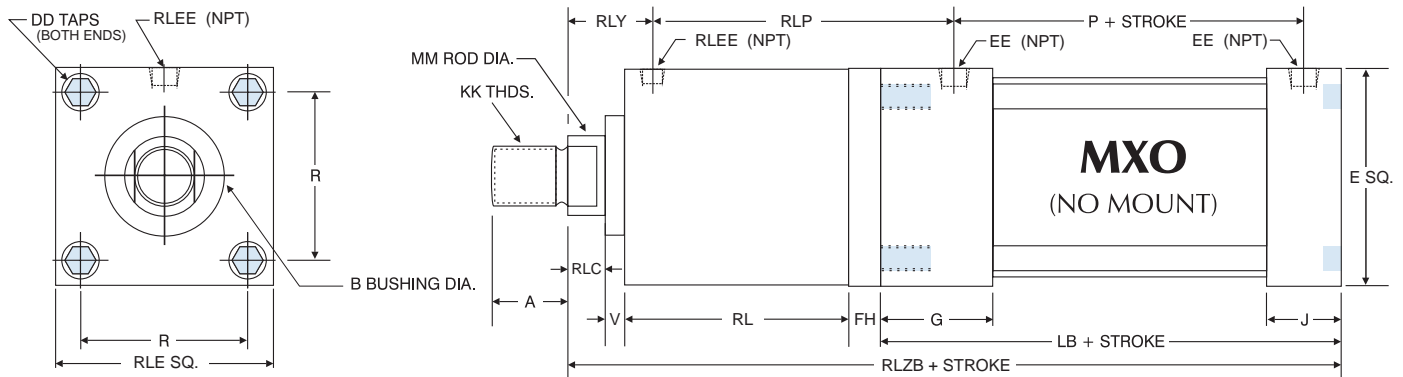 DD TAPS
(BOTH ENDS)
RLEE (NPT)
R
B BUSHING DIA.
R
RLE SQ.
RLY
RLP
P + STROKE
RLEE (NPT)
EE (NPT)
EE (NPT)
MM ROD DIA.
KK THDS.
MXO
(NO MOUNT)
E SQ.
RLC
A
V
RL
FH
G
J
LB + STROKE
RLZB + STROKE